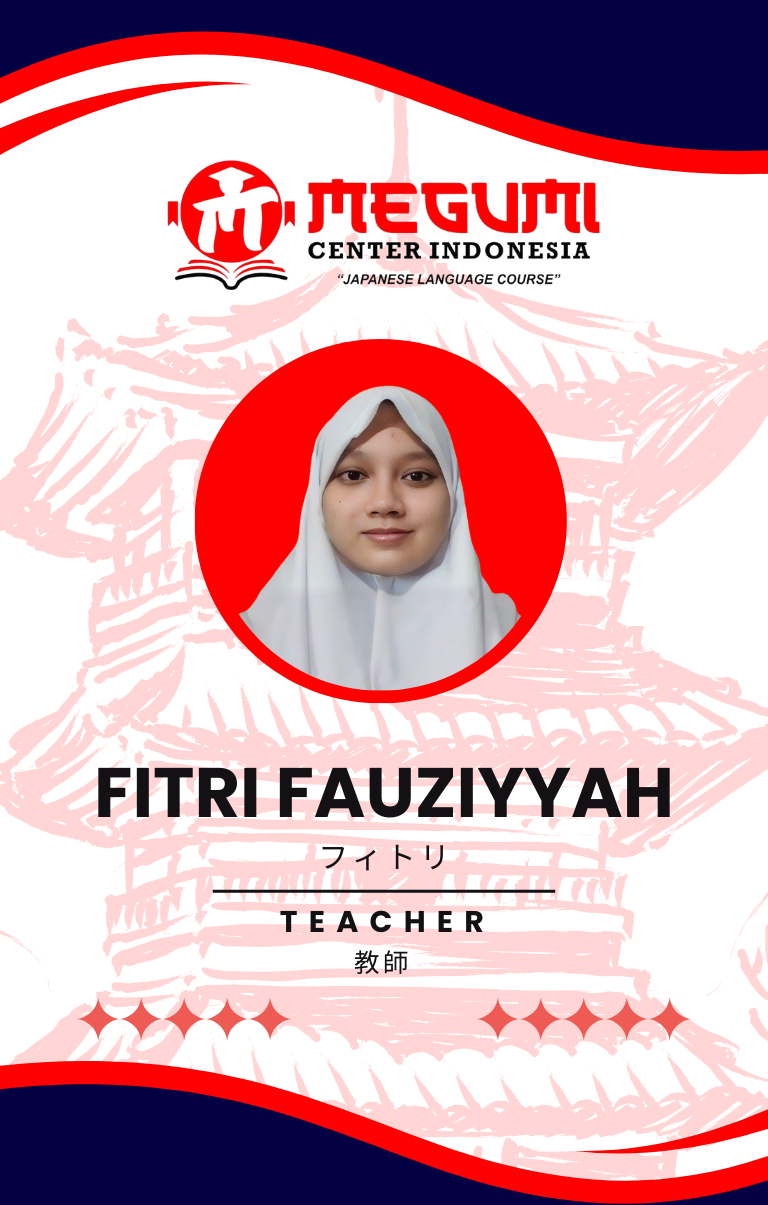 MEGUMI
CENTER INDONESIA
“JAPANESE LANGUAGE COURSE”
FITRI FAUZIYYAH
フィトリ
TEACHER
教師